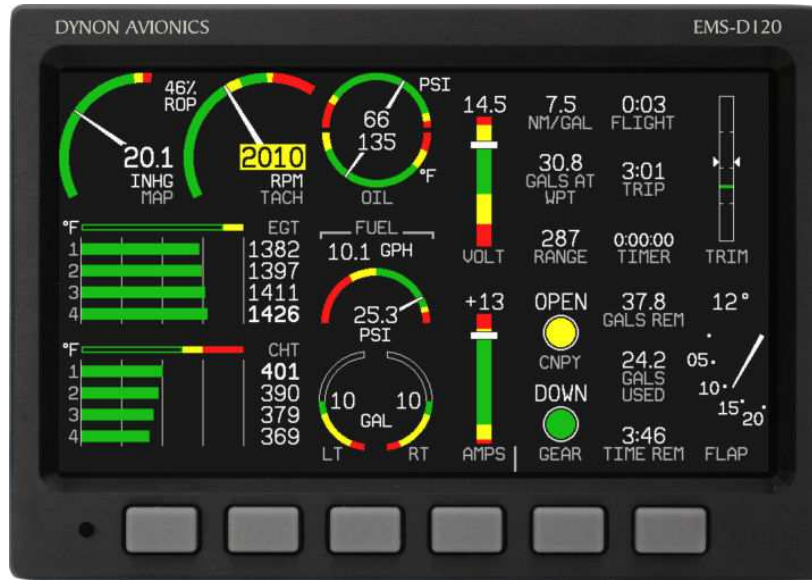 DYNON AVIONICS
EMS-D120
46%
ROP
20.1
INHG
MAP
2010
RPM
TACH
PSI
66
135
°F
OIL
14.5
VOLT
7.5
NM/GAL
0:03
FLIGHT
30.8
GALS AT
WPT
3:01
TRIP
287
RANGE
0:00:00
TIMER
TRIM
°F EGT
1 1382
2 1397
3 1411
4 1426
FUEL
10.1 GPH
25.3
PSI
+13
AMPS
OPEN
CNPY
37.8
GALS REM
12°
°F CHT
1 401
2 390
3 379
4 369
10 10
GAL
LT RT
DOWN
GEAR
24.2
GALS
USED
3:46
TIME REM
05
10
15
20
FLAP